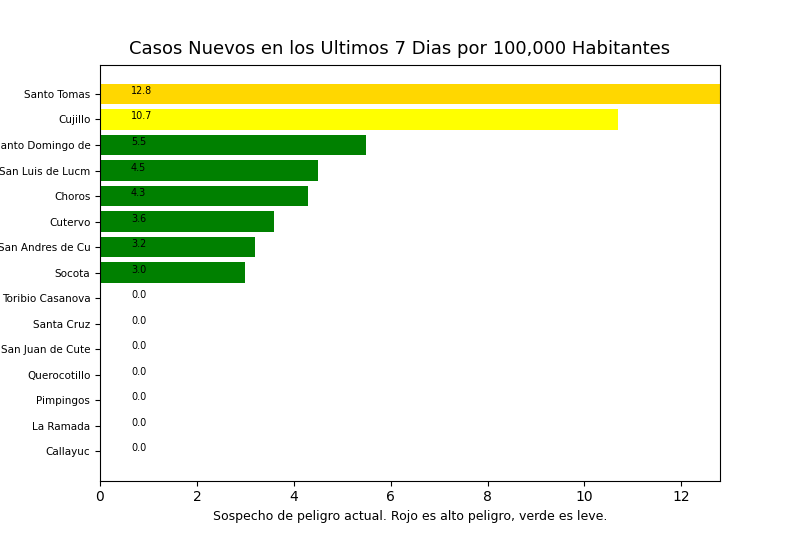 Casos Nuevos en los Ultimos 7 Dias por 100,000 Habitantes
Santo Tomas 12.8
Cujillo 10.7
anto Domingo de 5.5
San Luis de Lucm 4.5
Choros 4.3
Cutervo 3.6
San Andres de Cu 3.2
Socota 3.0
Toribio Casanova 0.0
Santa Cruz 0.0
San Juan de Cute 0.0
Querocotillo 0.0
Pimpingos 0.0
La Ramada 0.0
Callayuc 0.0
0 2 4 6 8 10 12
Sospecho de peligro actual. Rojo es alto peligro, verde es leve.